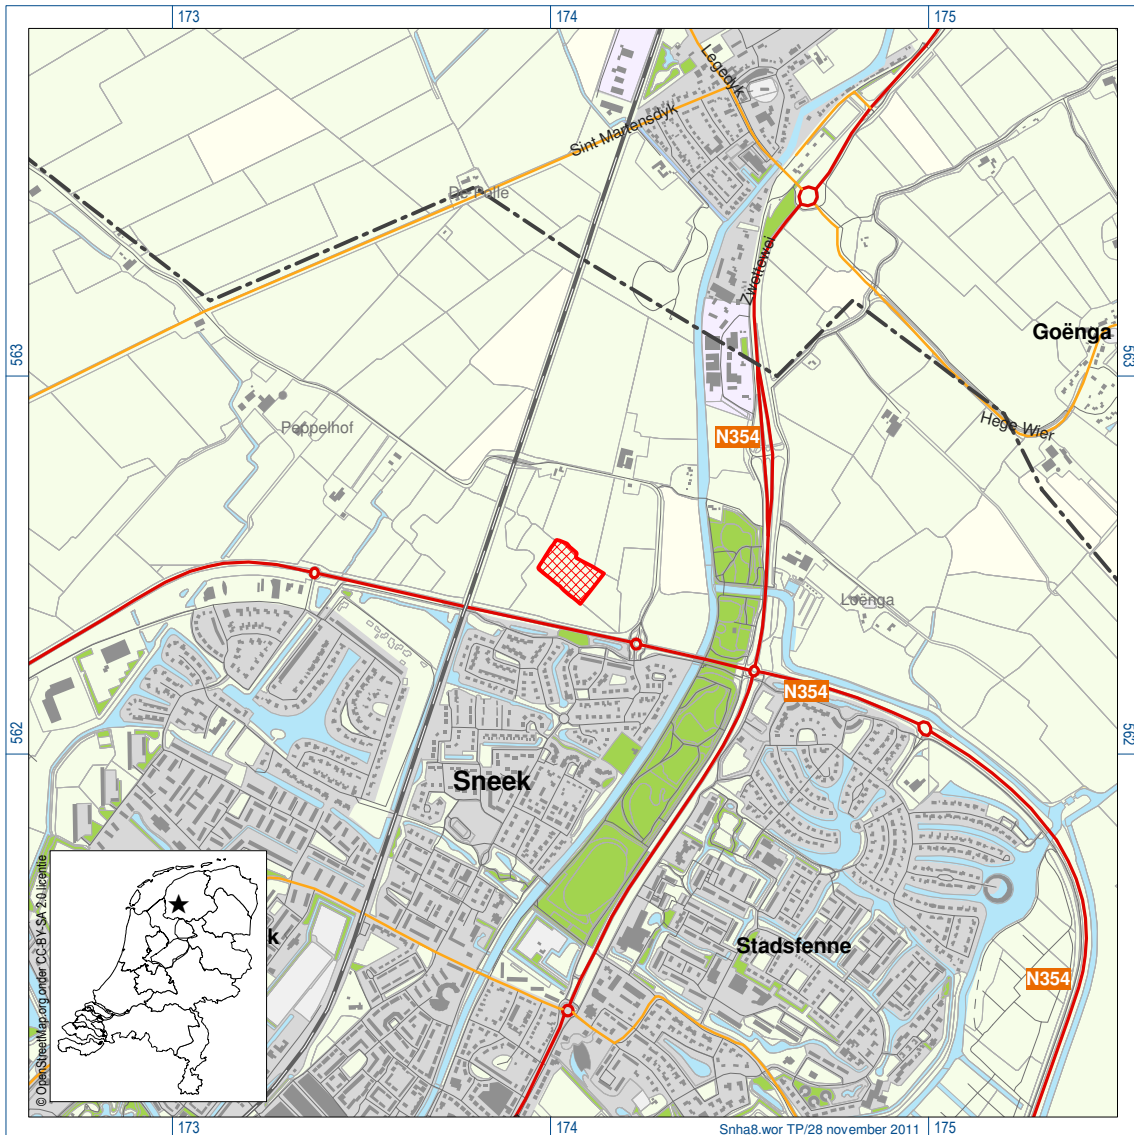 173
174
175
Legedyk
Sint Martensdyk
De Polle
Zwettewei
Goënga
563
563
Peppelhof
Hege Wier
N354
Loënga
N354
562
562
Sneek
k
Stadsfenne
N354
© OpenStreetMap.org onder CC-BY-SA 2.0 licentie
173
174
Snha8.wor TP/28 november 2011
175